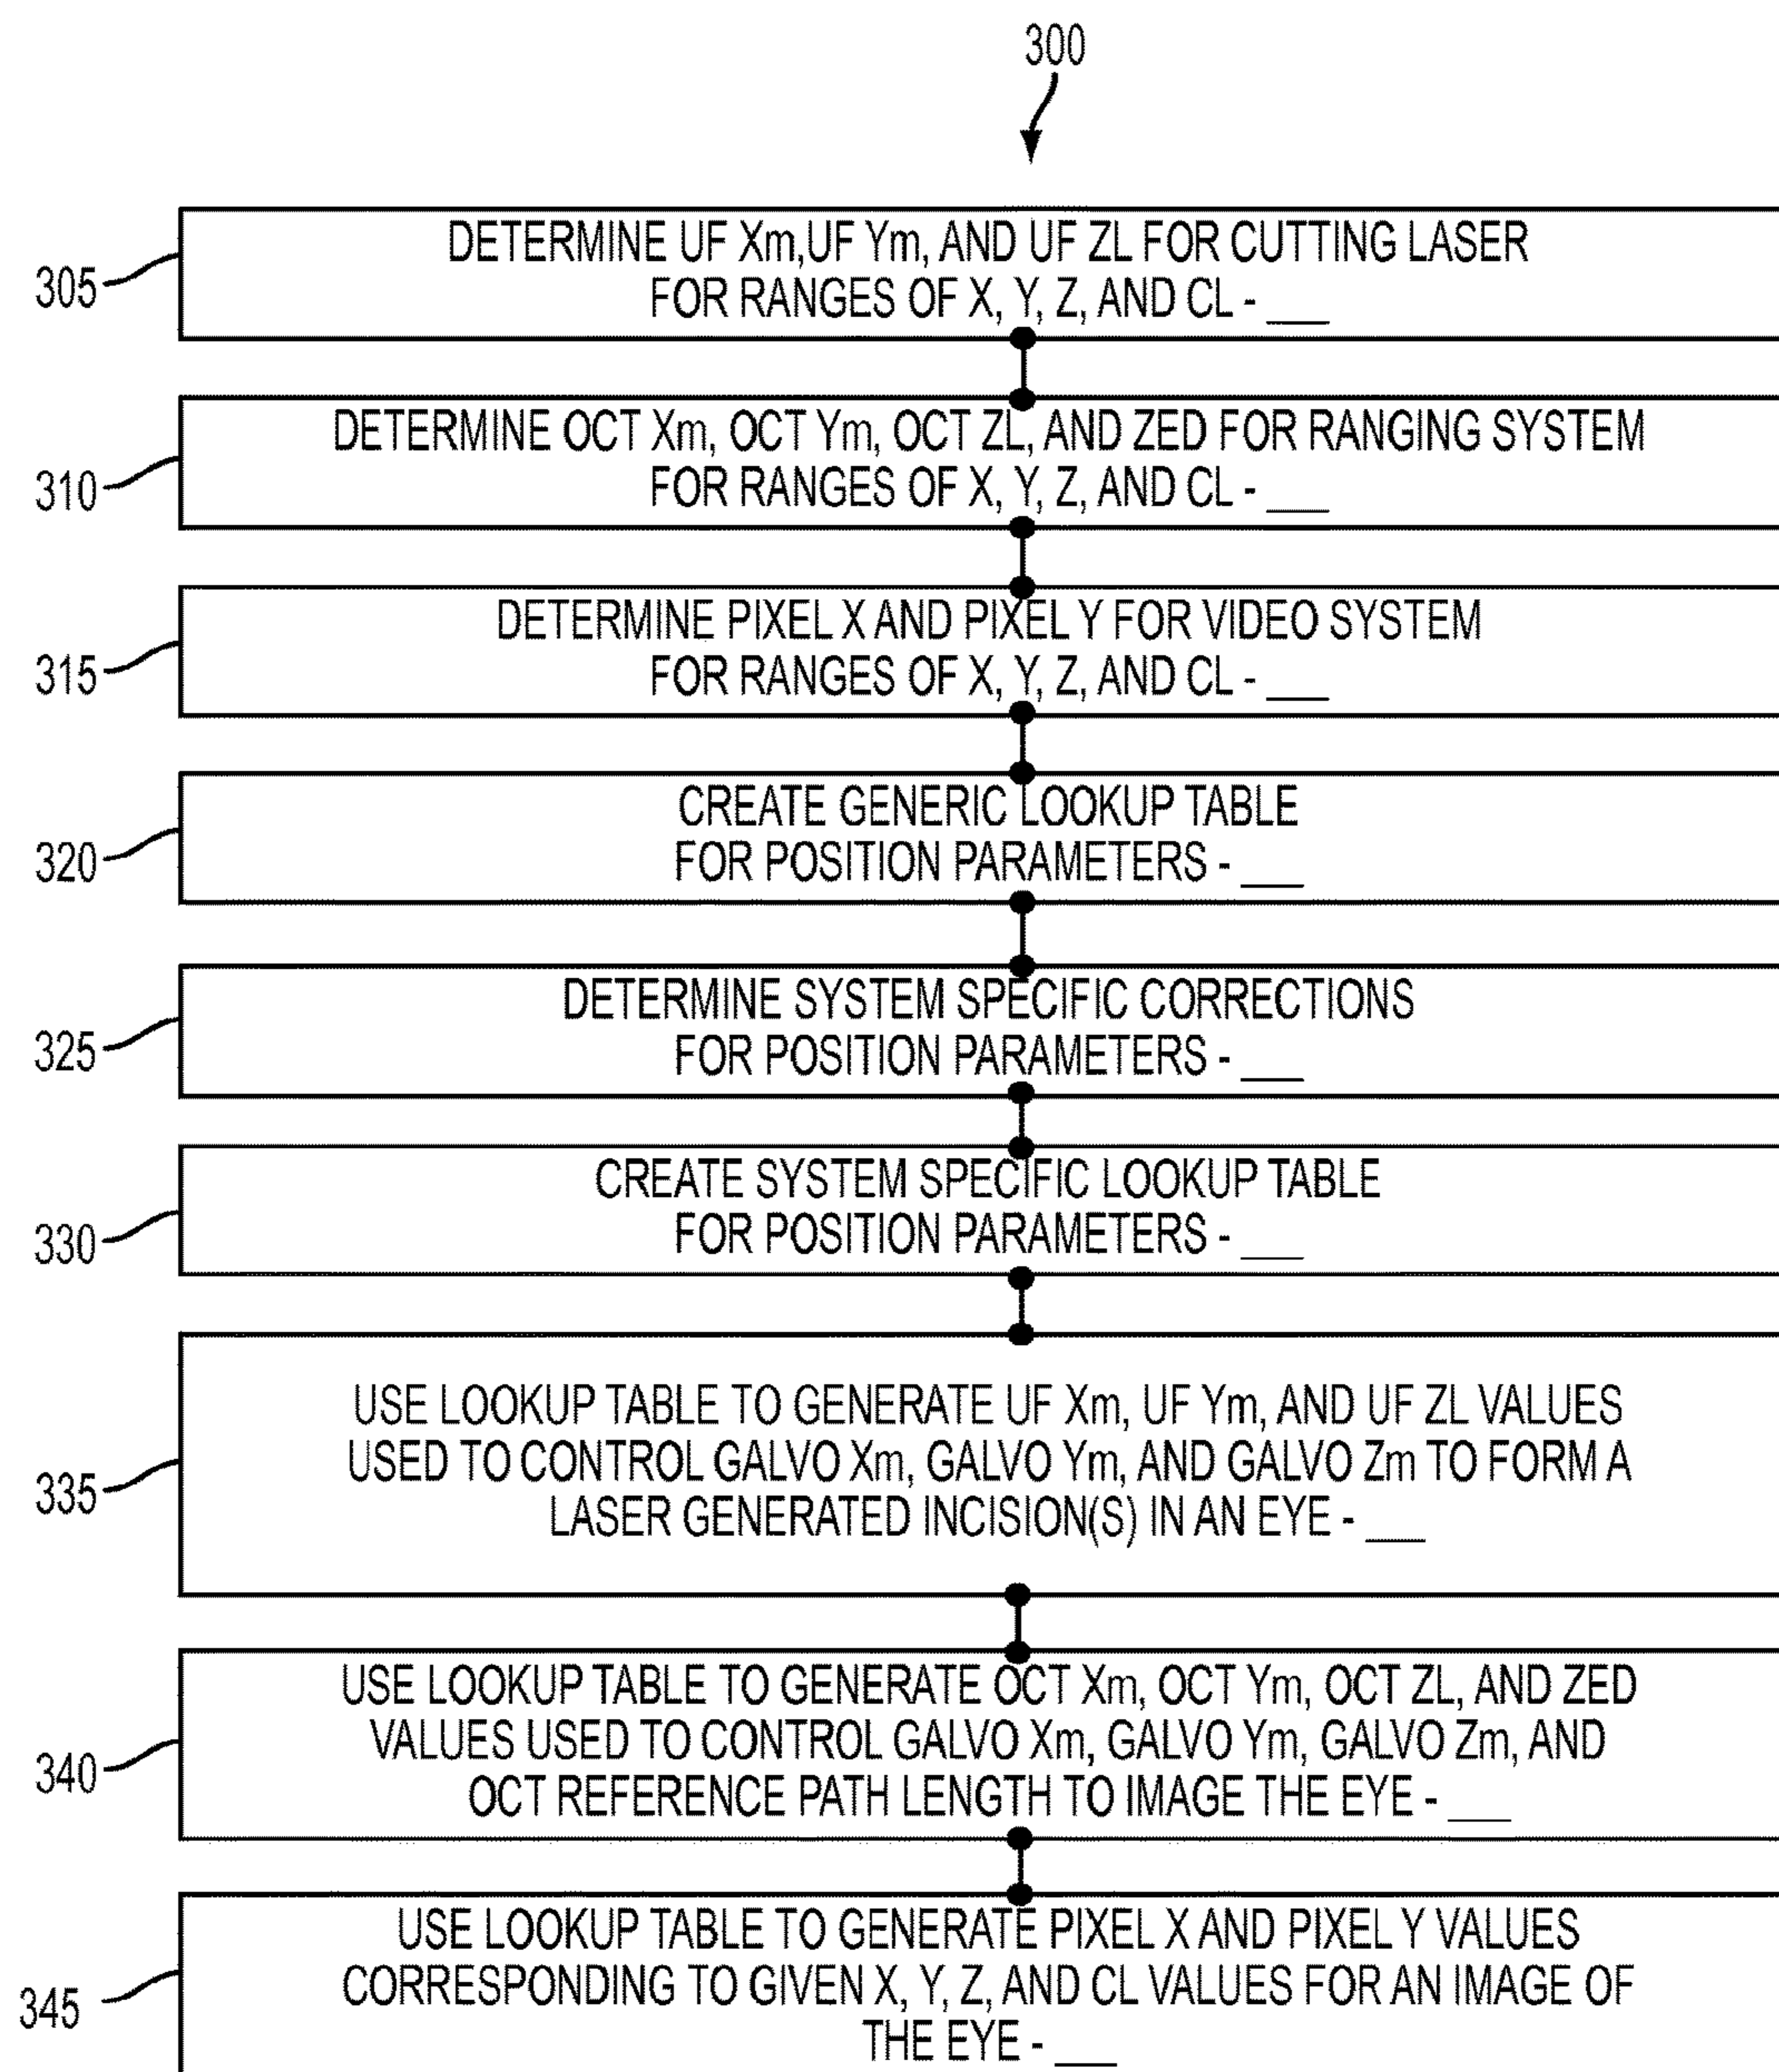 300
305
DETERMINE UF Xm,UF Ym, AND UF ZL FOR CUTTING LASER
FOR RANGES OF X, Y, Z, AND CL - ___
310
DETERMINE OCT Xm, OCT Ym, OCT ZL, AND ZED FOR RANGING SYSTEM
FOR RANGES OF X, Y, Z, AND CL - ___
315
DETERMINE PIXEL X AND PIXEL Y FOR VIDEO SYSTEM
FOR RANGES OF X, Y, Z, AND CL - ___
320
CREATE GENERIC LOOKUP TABLE
FOR POSITION PARAMETERS - ___
325
DETERMINE SYSTEM SPECIFIC CORRECTIONS
FOR POSITION PARAMETERS - ___
330
CREATE SYSTEM SPECIFIC LOOKUP TABLE
FOR POSITION PARAMETERS - ___
335
USE LOOKUP TABLE TO GENERATE UF Xm, UF Ym, AND UF ZL VALUES
USED TO CONTROL GALVO Xm, GALVO Ym, AND GALVO Zm TO FORM A
LASER GENERATED INCISION(S) IN AN EYE - ___
340
USE LOOKUP TABLE TO GENERATE OCT Xm, OCT Ym, OCT ZL, AND ZED
VALUES USED TO CONTROL GALVO Xm, GALVO Ym, GALVO Zm, AND
OCT REFERENCE PATH LENGTH TO IMAGE THE EYE - ___
345
USE LOOKUP TABLE TO GENERATE PIXEL X AND PIXEL Y VALUES
CORRESPONDING TO GIVEN X, Y, Z, AND CL VALUES FOR AN IMAGE OF
THE EYE - ___